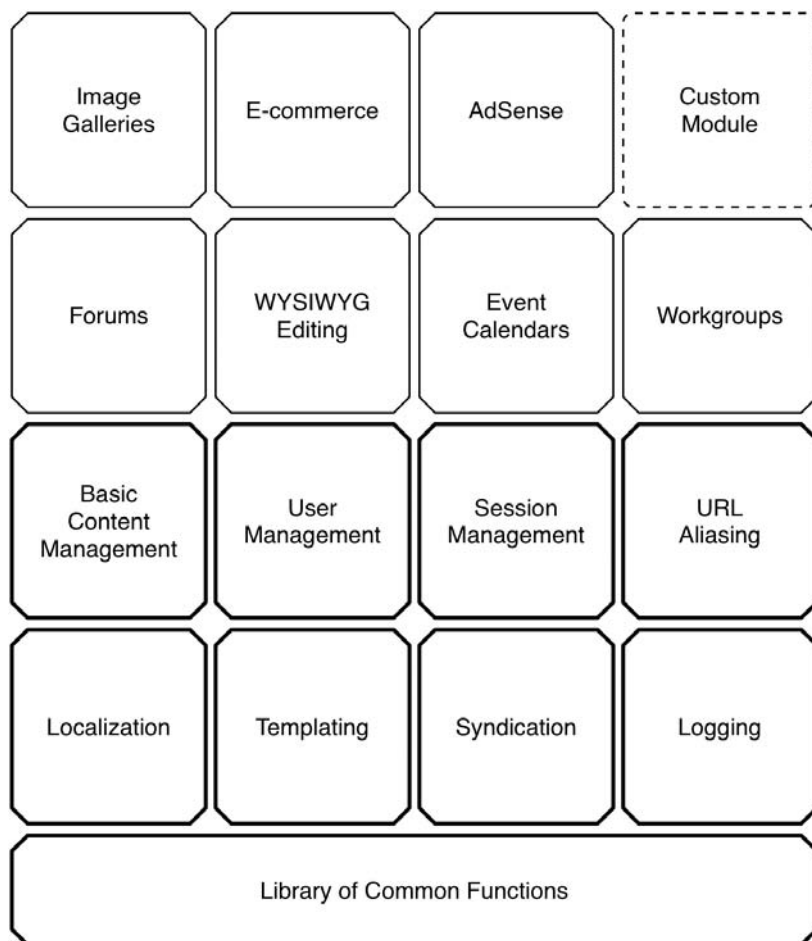 Image
Galleries
E-commerce
AdSense
Custom
Module
Forums
WYSIWYG
Editing
Event
Calendars
Workgroups
Basic
Content
Management
User
Management
Session
Management
URL
Aliasing
Localization
Templating
Syndication
Logging
Library of Common Functions